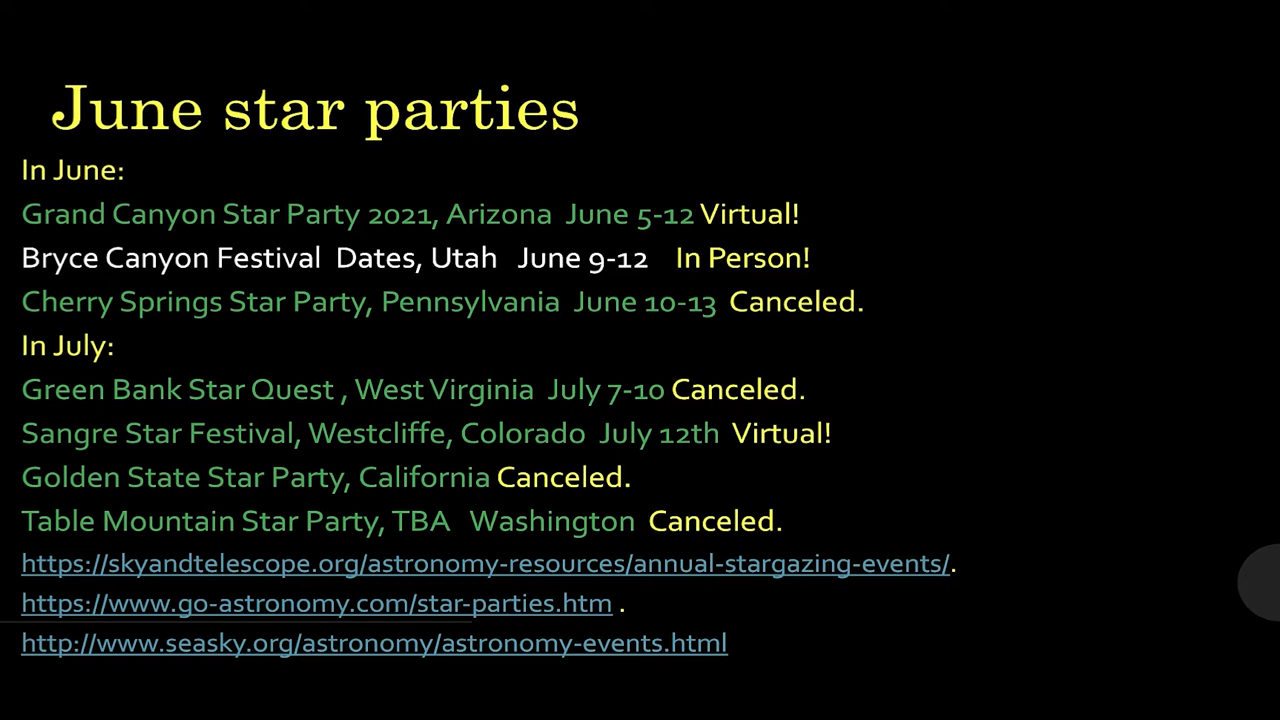 June star parties
In June:
Grand Canyon Star Party 2021, Arizona June 5-12 Virtual!
Bryce Canyon Festival Dates, Utah June 9-12 In Person!
Cherry Springs Star Party, Pennsylvania June 10-13 Canceled.
In July:
Green Bank Star Quest , West Virginia July 7-10 Canceled.
Sangre Star Festival, Westcliffe, Colorado July 12th Virtual!
Golden State Star Party, California Canceled.
Table Mountain Star Party, TBA Washington Canceled.
https://skyandtelescope.org/astronomy-resources/annual-stargazing-events/.
https://www.go-astronomy.com/star-parties.htm .
http://www.seasky.org/astronomy/astronomy-events.html